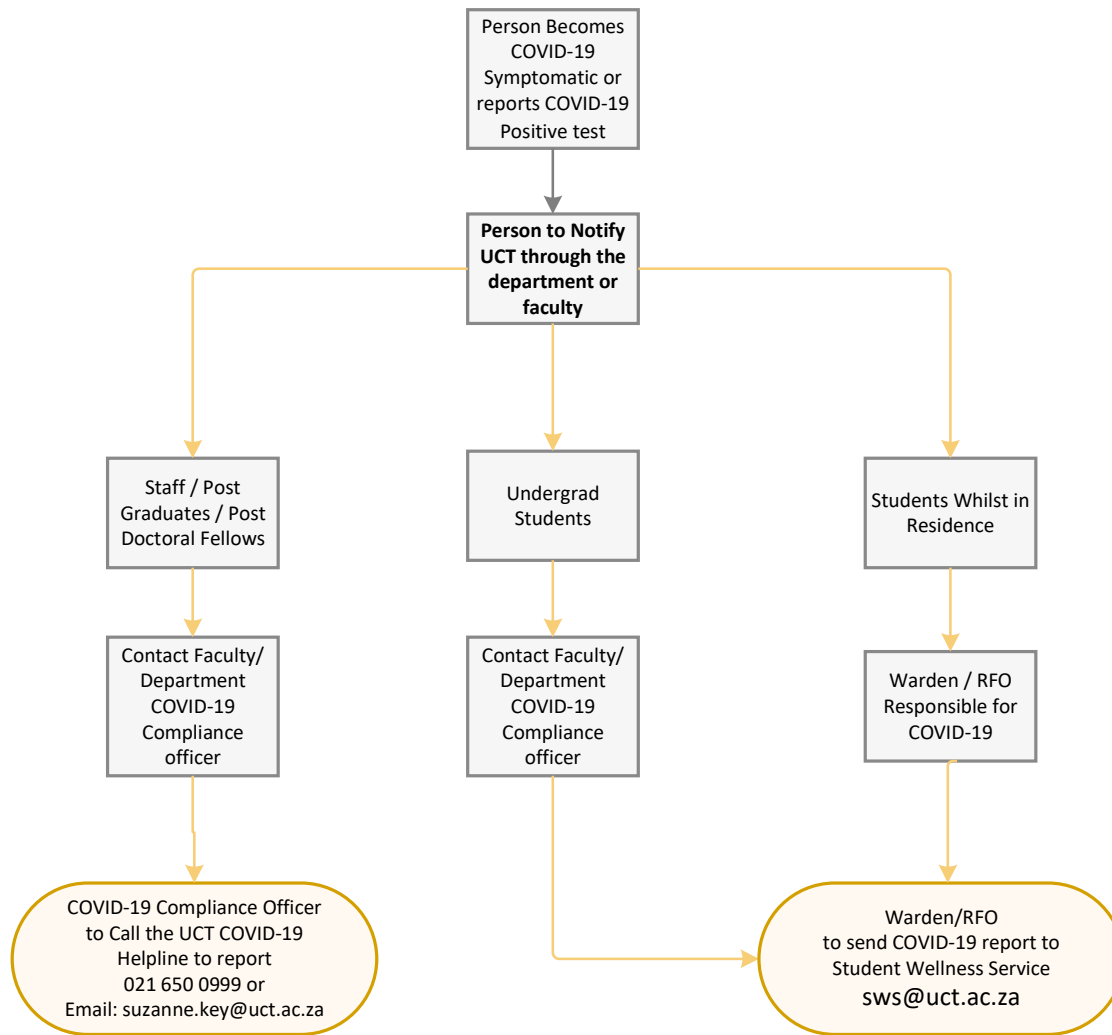 Person Becomes
COVID-19
Symptomatic or
reports COVID-19
Positive test
Person to Notify
UCT through the
department or
faculty
Staff / Post
Graduates / Post
Doctoral Fellows
Undergrad
Students
Students Whilst in
Residence
Contact Faculty/
Department
COVID-19
Compliance
officer
Contact Faculty/
Department
COVID-19
Compliance
officer
Warden / RFO
Responsible for
COVID-19
COVID-19 Compliance Officer
to Call the UCT COVID-19
Helpline to report
021 650 0999 or
Email: suzanne.key@uct.ac.za
Warden/RFO
to send COVID-19 report to
Student Wellness Service
sws@uct.ac.za